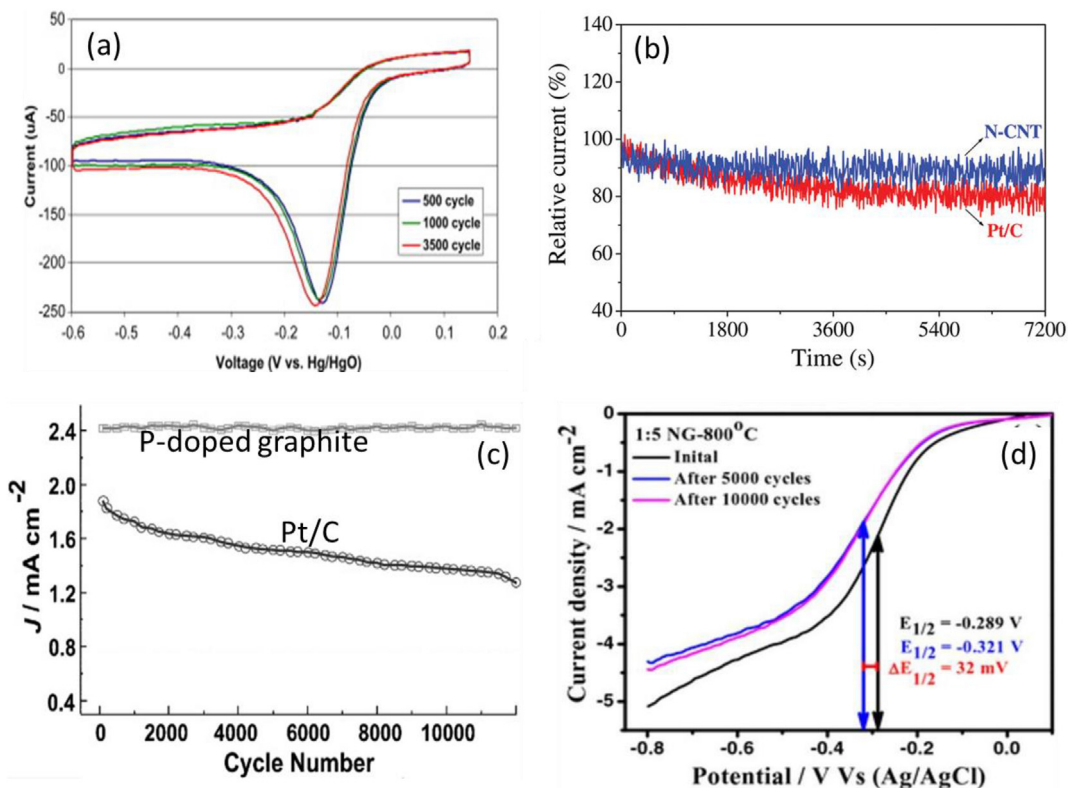 (a)
50
0
-50
-100
-150
-200
-250
Current (uA)
500 cycle
1000 cycle
3500 cycle
-0.6
-0.5
-0.4
-0.3
-0.2
-0.1
0.0
0.1
0.2
Voltage (V vs. Hg/HgO)
(b)
140
120
100
80
60
40
Relative current (%)
N-CNT
Pt/C
0
1800
3600
5400
7200
Time (s)
(c)
2.4
2.0
1.6
1.2
0.8
0.4
J / mA cm⁻²
P-doped graphite
Pt/C
0
2000
4000
6000
8000
10000
Cycle Number
(d)
0
-1
-2
-3
-4
-5
Current density / mA cm⁻²
1:5 NG-800⁰C
Inital
After 5000 cycles
After 10000 cycles
E1/2 = -0.289 V
E1/2 = -0.321 V
ΔE1/2 = 32 mV
-0.8
-0.6
-0.4
-0.2
0.0
Potential / V Vs (Ag/AgCl)